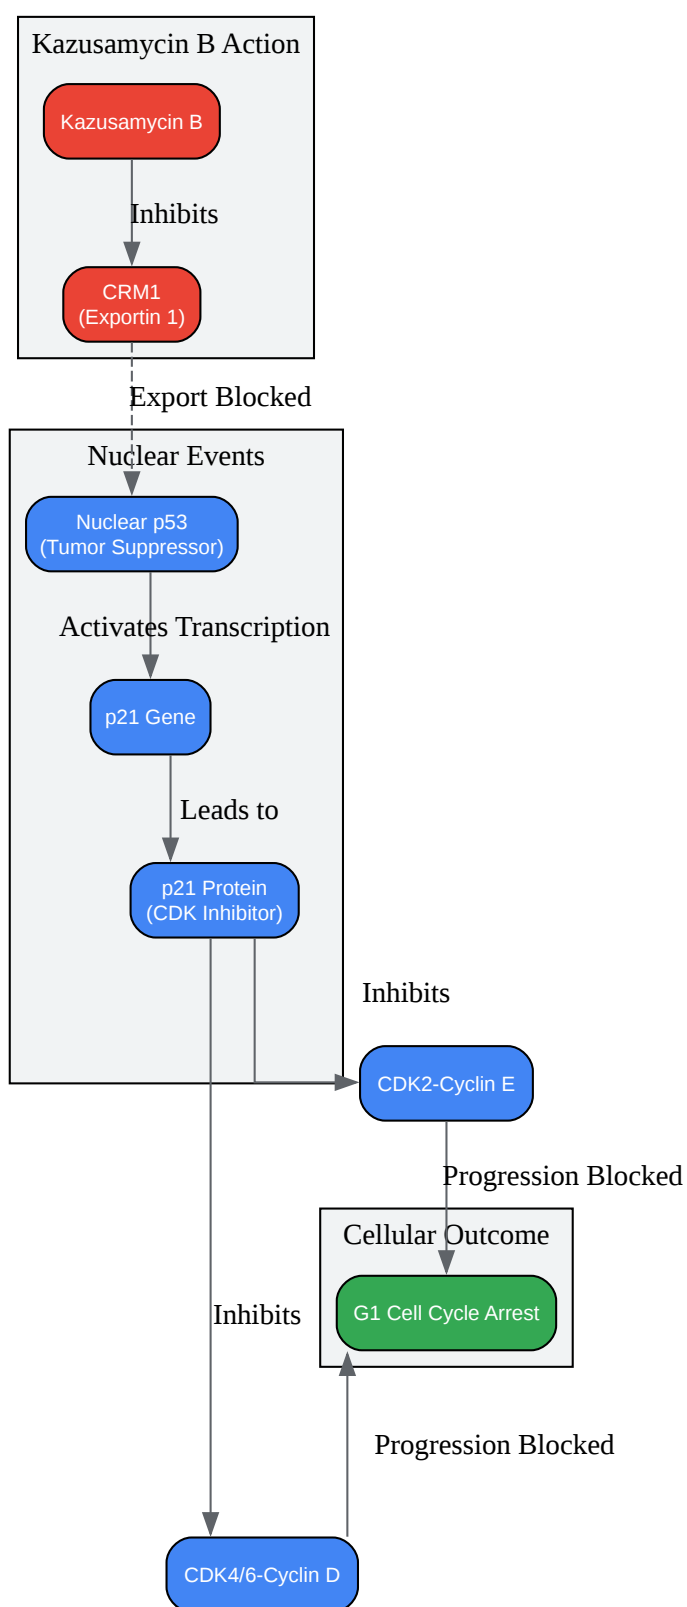 Kazusamycin B Action
Kazusamycin B
Inhibits
CRM1
(Exportin 1)
Export Blocked
Nuclear Events
Nuclear p53
(Tumor Suppressor)
Activates Transcription
p21 Gene
Leads to
p21 Protein
(CDK Inhibitor)
Inhibits
CDK2-Cyclin E
Progression Blocked
Cellular Outcome
G1 Cell Cycle Arrest
Inhibits
Progression Blocked
CDK4/6-Cyclin D